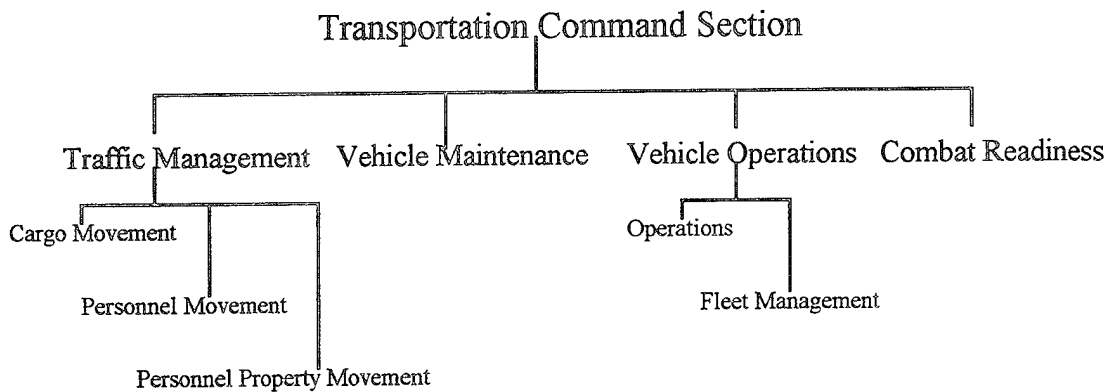 Transportation Command Section
Traffic Management Vehicle Maintenance Vehicle Operations Combat Readiness
Cargo Movement Operations
Personnel Movement Fleet Management
Personnel Property Movement